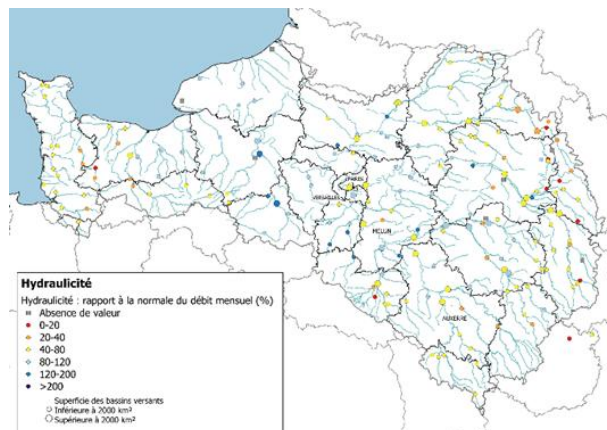 PARIS
VERSAILLES
MELUN
AUXERRE
Hydraulicité
Hydraulicité : rapport à la normale du débit mensuel (%)
Absence de valeur
0-20
20-40
40-80
80-120
120-200
>200
Superficie des bassins versants
Inférieure à 2000 km²
Supérieure à 2000 km²